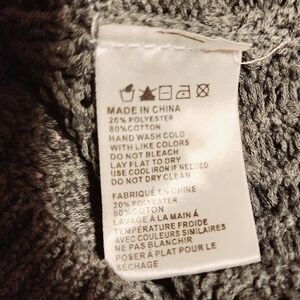 MADE IN CHINA
20% POLYESTER
80%COTTON
HAND WASH COLD
WITH LIKE COLORS
DO NOT BLEACH
LAY FLAT TO DRY
USE COOL IRON IF NEEDED
DO NOT DRY CLEAN
FABRIQUÉ EN CHINE
20% POLYESTER
80%COTON
LAVAGE À LA MAIN À
TEMPÉRATURE FROIDE
AVEC COULEURS SIMILAIRES
NE PAS BLANCHIR
POSER À PLAT POUR LE
SÉCHAGE